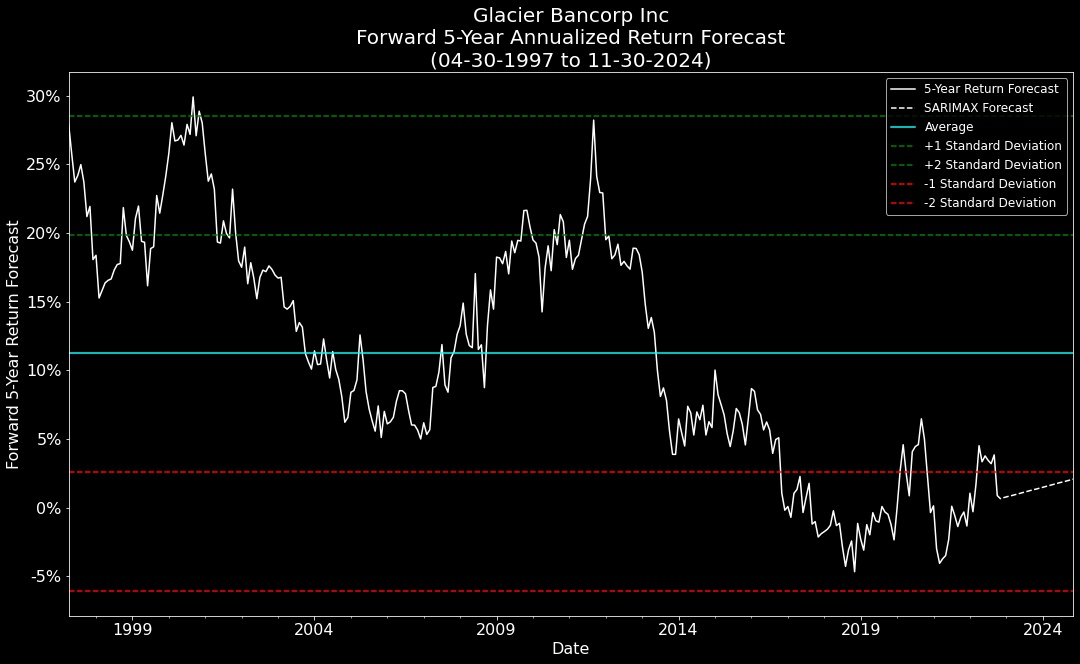 Glacier Bancorp Inc
Forward 5-Year Annualized Return Forecast
(04-30-1997 to 11-30-2024)
5-Year Return Forecast
SARIMAX Forecast
Average
+1 Standard Deviation
+2 Standard Deviation
-1 Standard Deviation
-2 Standard Deviation
Forward 5-Year Return Forecast
30%
25%
20%
15%
10%
5%
0%
-5%
1999
2004
2009
2014
2019
2024
Date